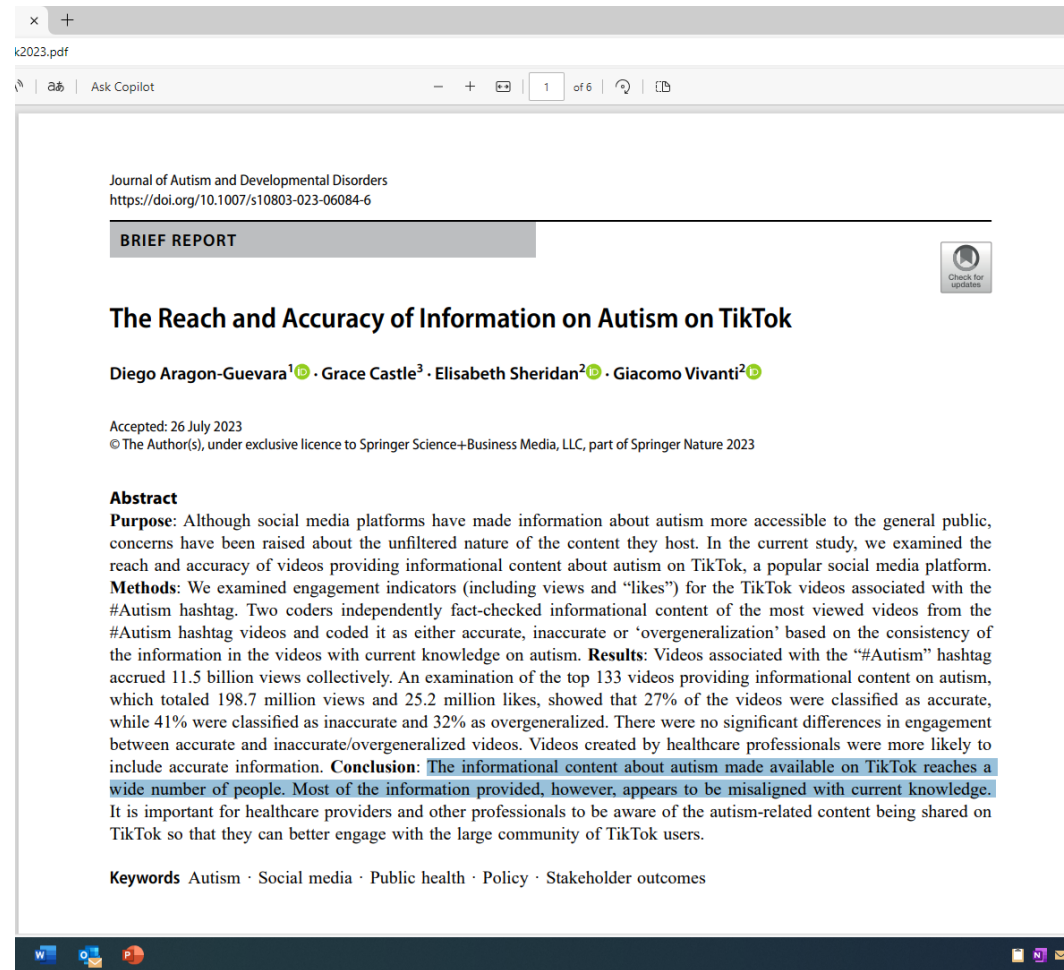 k2023.pdf
aあ Ask Copilot 1 of 6
Journal of Autism and Developmental Disorders
https://doi.org/10.1007/s10803-023-06084-6
BRIEF REPORT
Check for
updates
The Reach and Accuracy of Information on Autism on TikTok
Diego Aragon-Guevara1 · Grace Castle3 · Elisabeth Sheridan2 · Giacomo Vivanti2
Accepted: 26 July 2023
© The Author(s), under exclusive licence to Springer Science+Business Media, LLC, part of Springer Nature 2023
Abstract
Purpose: Although social media platforms have made information about autism more accessible to the general public,
concerns have been raised about the unfiltered nature of the content they host. In the current study, we examined the
reach and accuracy of videos providing informational content about autism on TikTok, a popular social media platform.
Methods: We examined engagement indicators (including views and “likes”) for the TikTok videos associated with the
#Autism hashtag. Two coders independently fact-checked informational content of the most viewed videos from the
#Autism hashtag videos and coded it as either accurate, inaccurate or ‘overgeneralization’ based on the consistency of
the information in the videos with current knowledge on autism. Results: Videos associated with the “#Autism” hashtag
accrued 11.5 billion views collectively. An examination of the top 133 videos providing informational content on autism,
which totaled 198.7 million views and 25.2 million likes, showed that 27% of the videos were classified as accurate,
while 41% were classified as inaccurate and 32% as overgeneralized. There were no significant differences in engagement
between accurate and inaccurate/overgeneralized videos. Videos created by healthcare professionals were more likely to
include accurate information. Conclusion: The informational content about autism made available on TikTok reaches a
wide number of people. Most of the information provided, however, appears to be misaligned with current knowledge.
It is important for healthcare providers and other professionals to be aware of the autism-related content being shared on
TikTok so that they can better engage with the large community of TikTok users.
Keywords Autism · Social media · Public health · Policy · Stakeholder outcomes